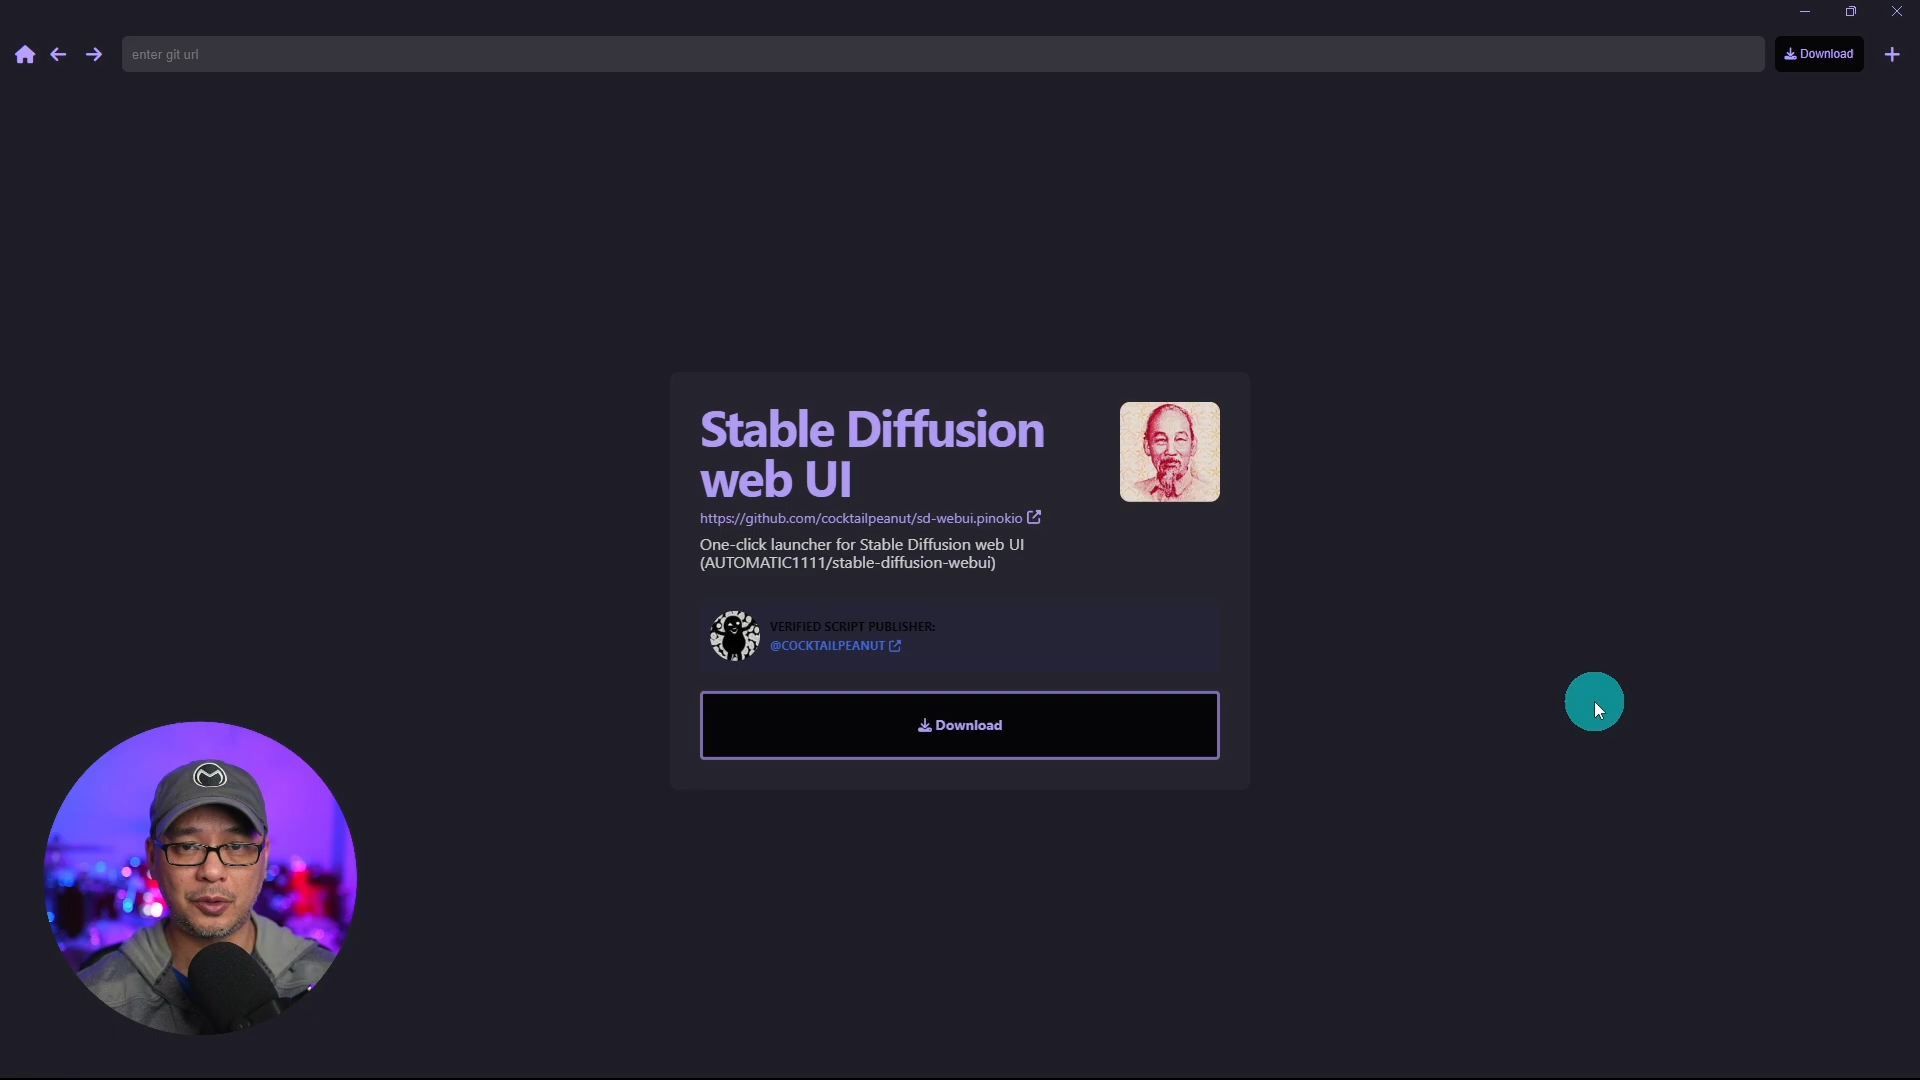 enter git url
Download
Stable Diffusion
web UI
https://github.com/cocktailpeanut/sd-webui.pinokio
One-click launcher for Stable Diffusion web UI
(AUTOMATIC1111/stable-diffusion-webui)
VERIFIED SCRIPT PUBLISHER:
@COCKTAILPEANUT
Download